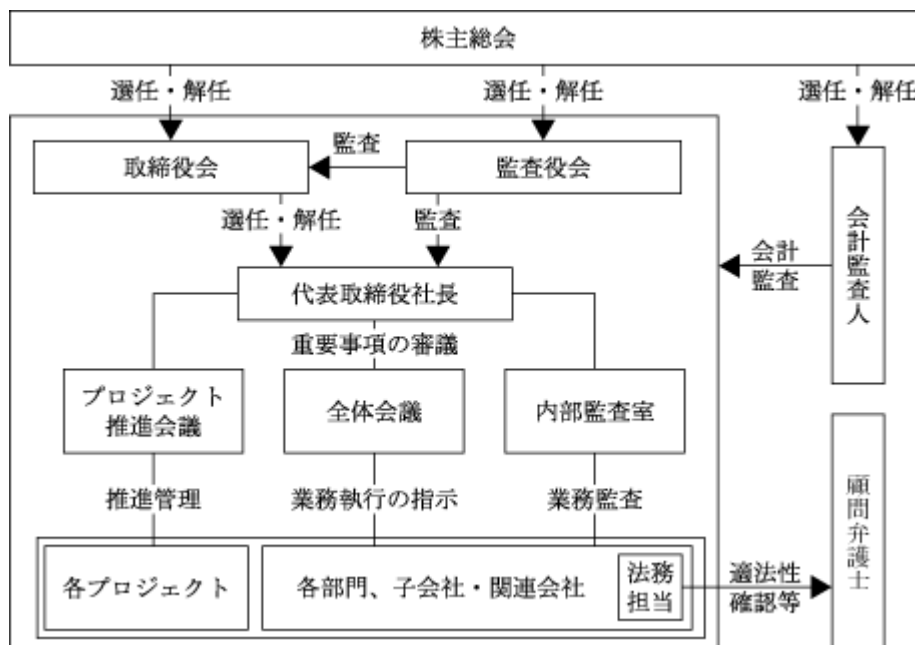 株主総会
選任・解任
選任・解任
選任・解任
取締役会
監査
監査役会
選任・解任
監査
会計監査人
会計
監査
代表取締役社長
重要事項の審議
プロジェクト
推進会議
全体会議
内部監査室
推進管理
業務執行の指示
業務監査
顧問弁護士
各プロジェクト
各部門、子会社・関連会社
法務
担当
適法性
確認等